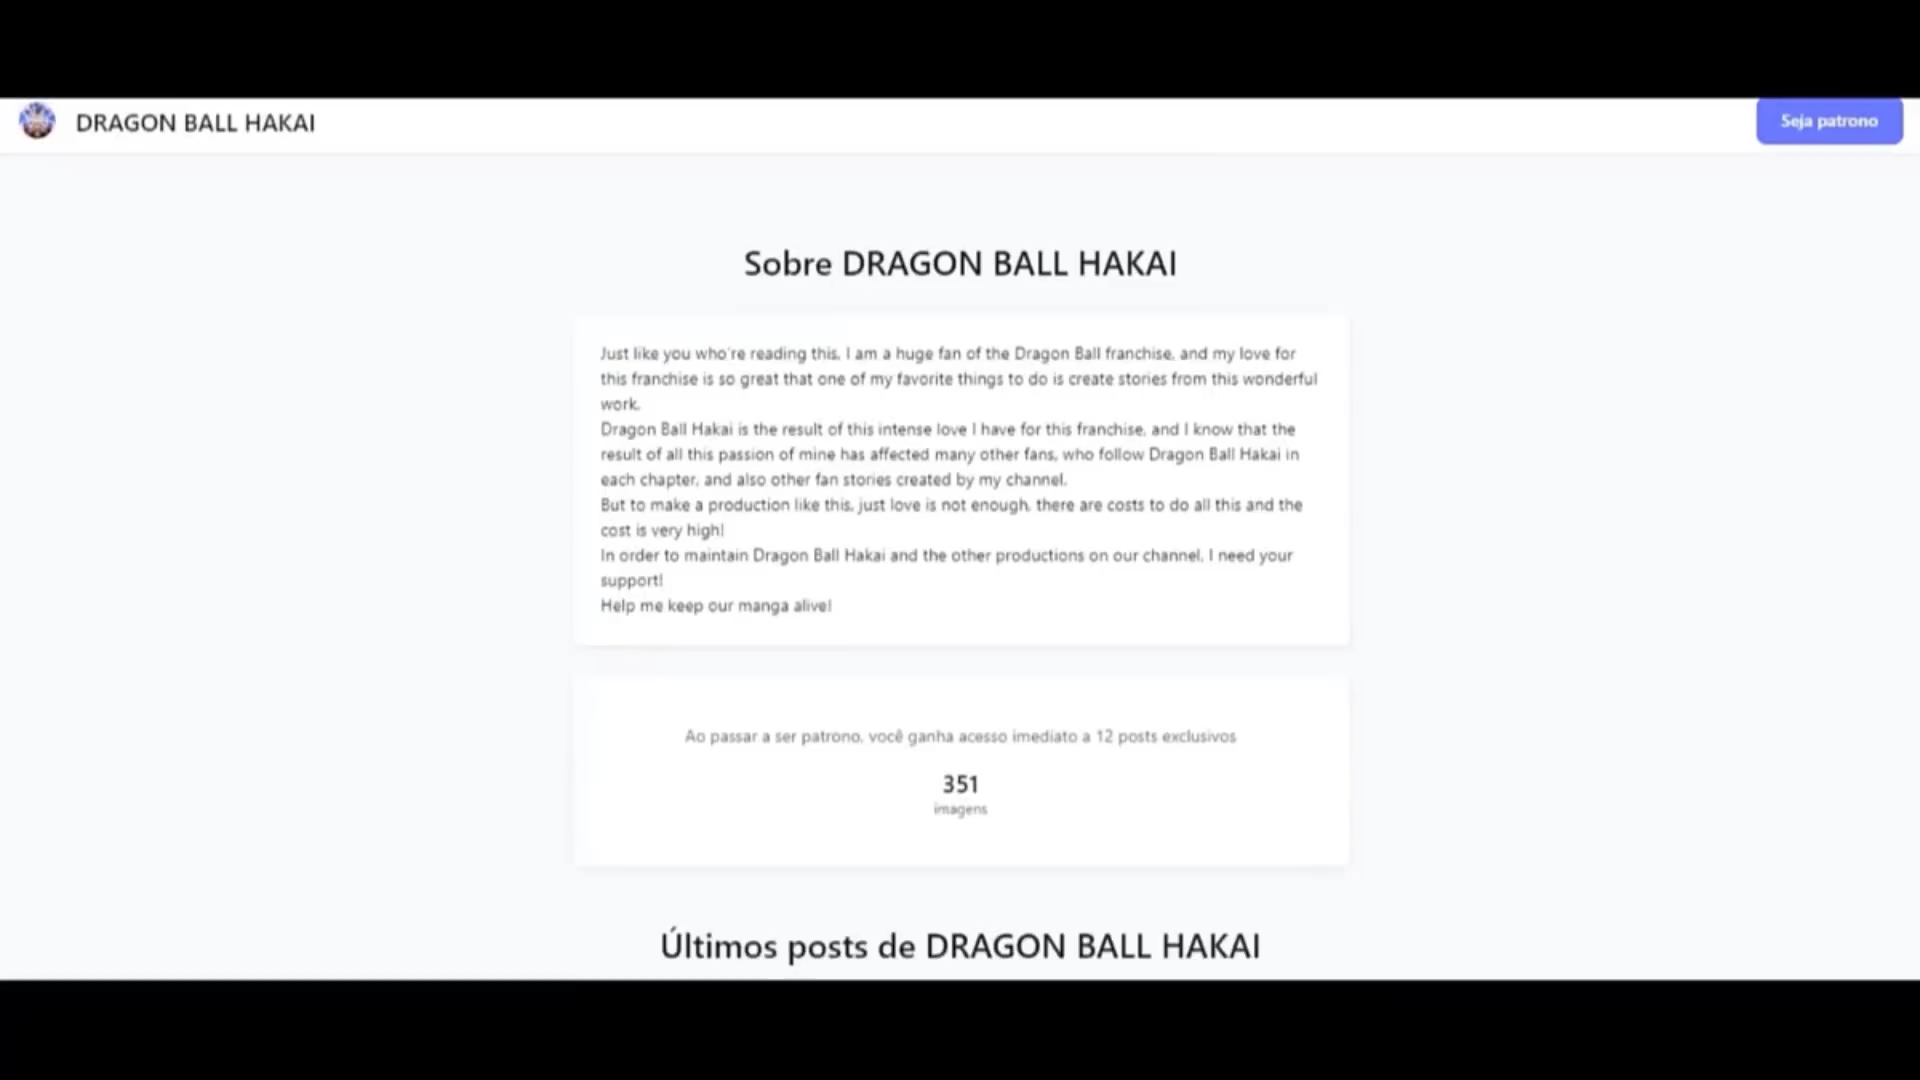 DRAGON BALL HAKAI
Seja patrono
Sobre DRAGON BALL HAKAI
Just like you who're reading this, I am a huge fan of the Dragon Ball franchise, and my love for
this franchise is so great that one of my favorite things to do is create stories from this wonderful
work.
Dragon Ball Hakai is the result of this intense love I have for this franchise, and I know that the
result of all this passion of mine has affected many other fans, who follow Dragon Ball Hakai in
each chapter, and also other fan stories created by my channel.
But to make a production like this, just love is not enough, there are costs to do all this and the
cost is very high!
In order to maintain Dragon Ball Hakai and the other productions on our channel, I need your
support!
Help me keep our manga alive!
Ao passar a ser patrono, você ganha acesso imediato a 12 posts exclusivos
351
imagens
Últimos posts de DRAGON BALL HAKAI